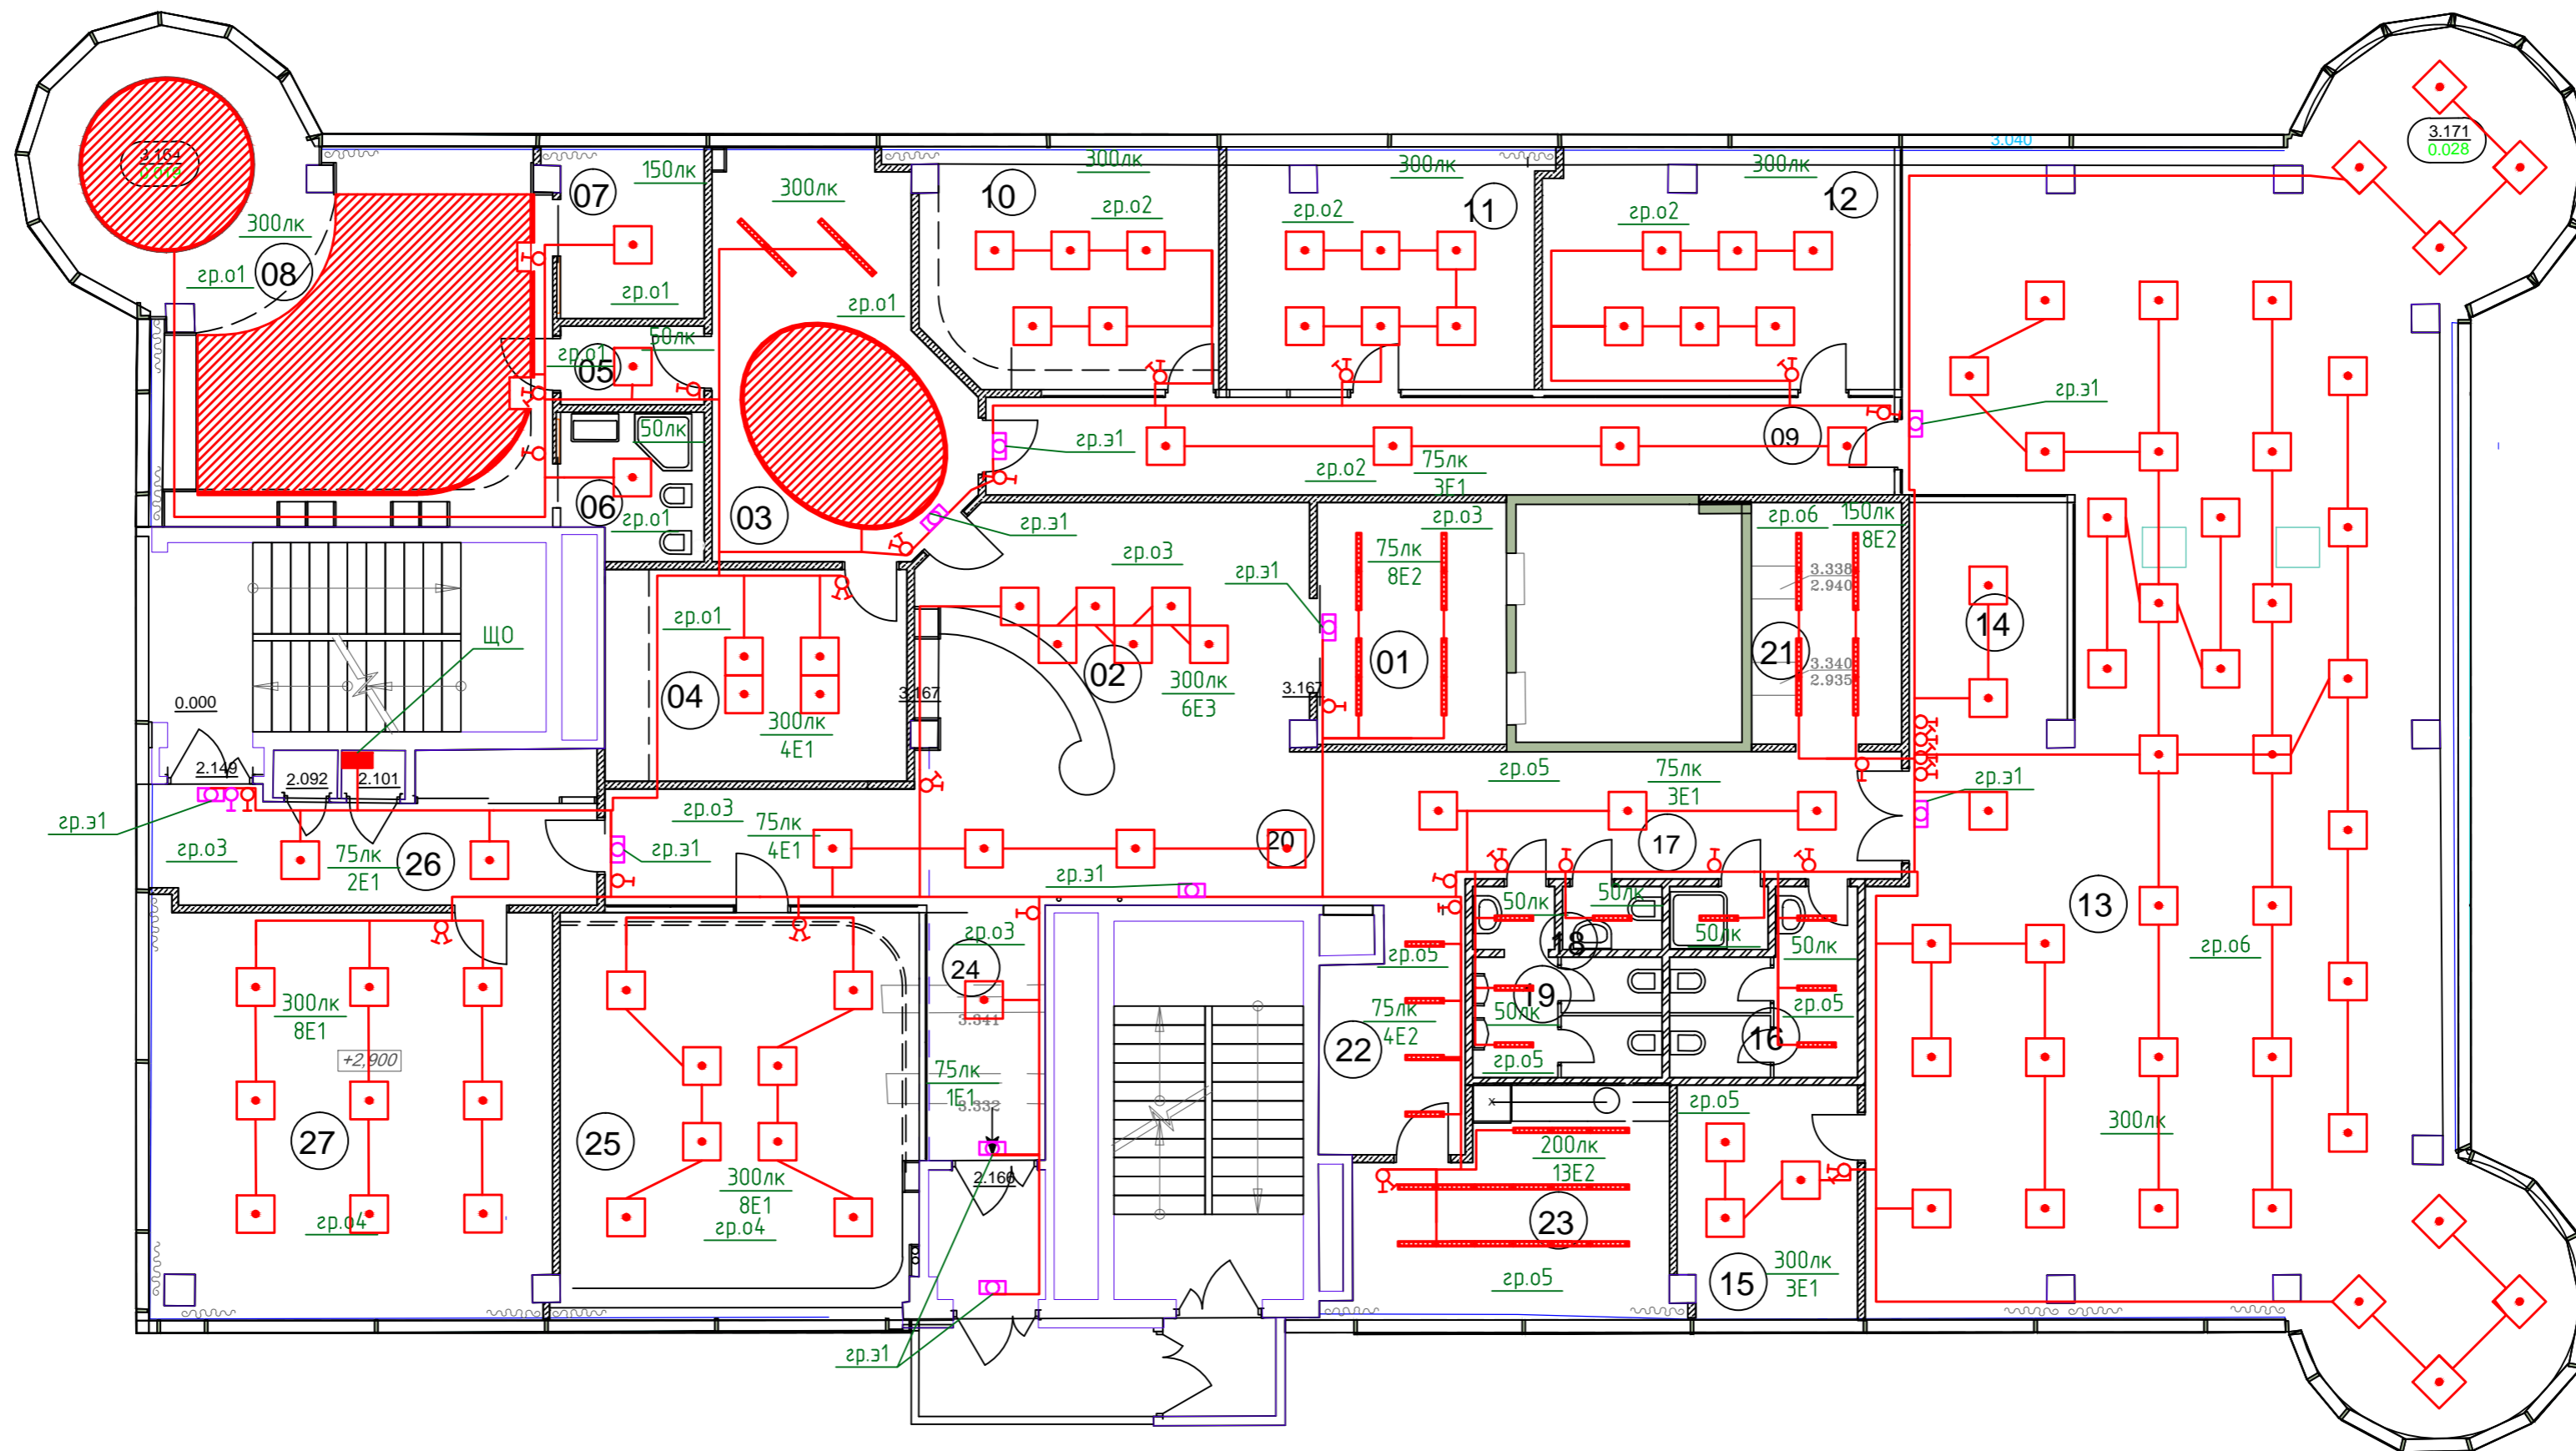 3.164
0.019
300лк
гр.о1
08
07
150лк
гр.о1
50лк
гр.о1
05
50лк
06
гр.о1
300лк
гр.о1
03
гр.э1
10
300лк
гр.о2
300лк
гр.о2
11
300лк
гр.о2
12
3.040
3.171
0.028
гр.э1
гр.э1
09
гр.о2
75лк
3Е1
гр.о3
75лк
8Е2
01
гр.э1
гр.о6
150лк
8Е2
3.338
2.940
21
3.340
2.935
14
гр.о3
02
300лк
6Е3
3.167
3.167
гр.о1
04
300лк
4Е1
ЩО
0.000
2.149
2.092
2.101
гр.э1
гр.о3
75лк
2Е1
26
гр.э1
гр.о3
75лк
4Е1
20
гр.э1
гр.о5
75лк
3Е1
17
гр.э1
13
гр.о6
300лк
300лк
8Е1
+2,900
27
гр.о4
25
300лк
8Е1
гр.о4
гр.о3
24
3.341
75лк
1Е1
3.332
2.166
гр.э1
гр.о5
75лк
4Е2
22
50лк
50лк
18
50лк
50лк
19
50лк
гр.о5
гр.о5
16
х
200лк
13Е2
23
гр.о5
гр.о5
15
300лк
3Е1